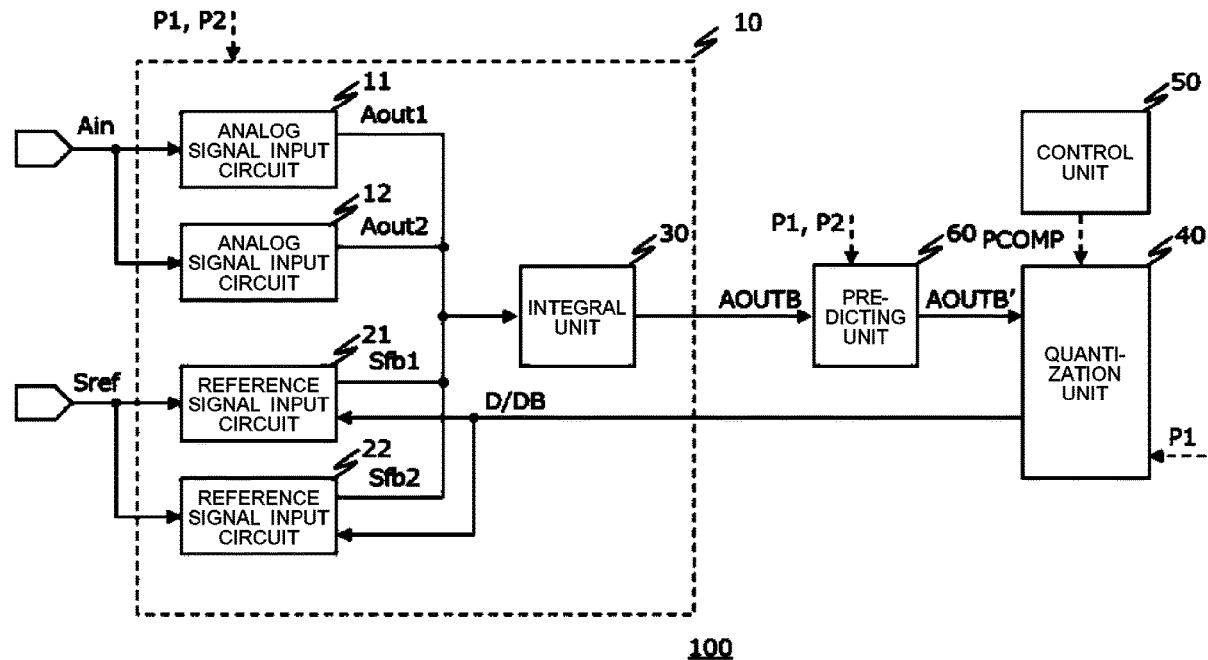 P1, P2
10
11
Aout1
50
Ain
ANALOG
SIGNAL INPUT
CIRCUIT
CONTROL
UNIT
12
Aout2
ANALOG
SIGNAL INPUT
CIRCUIT
P1, P2
30
60
PCOMP
40
INTEGRAL
UNIT
AOUTB
PRE-
DICTING
UNIT
AOUTB'
21
Sfb1
QUANTI-
ZATION
UNIT
Sref
REFERENCE
SIGNAL INPUT
CIRCUIT
D/DB
P1
22
Sfb2
REFERENCE
SIGNAL INPUT
CIRCUIT
100